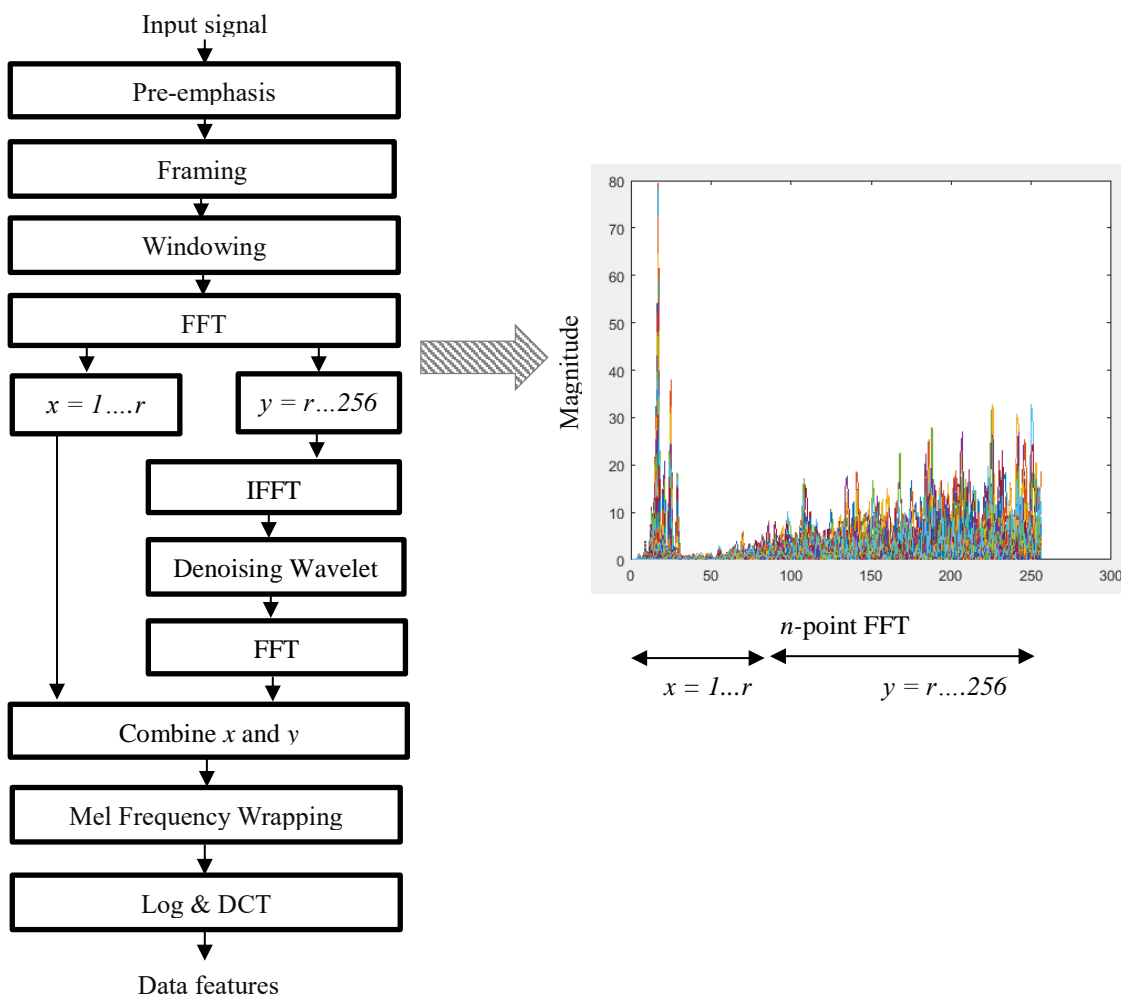 Input signal
Pre-emphasis
Framing
Windowing
FFT
x = 1....r
y = r...256
IFFT
Denoising Wavelet
FFT
Combine x and y
Mel Frequency Wrapping
Log & DCT
Data features
Magnitude
80
70
60
50
40
30
20
10
0
0 50 100 150 200 250 300
n-point FFT
x = 1...r
y = r....256